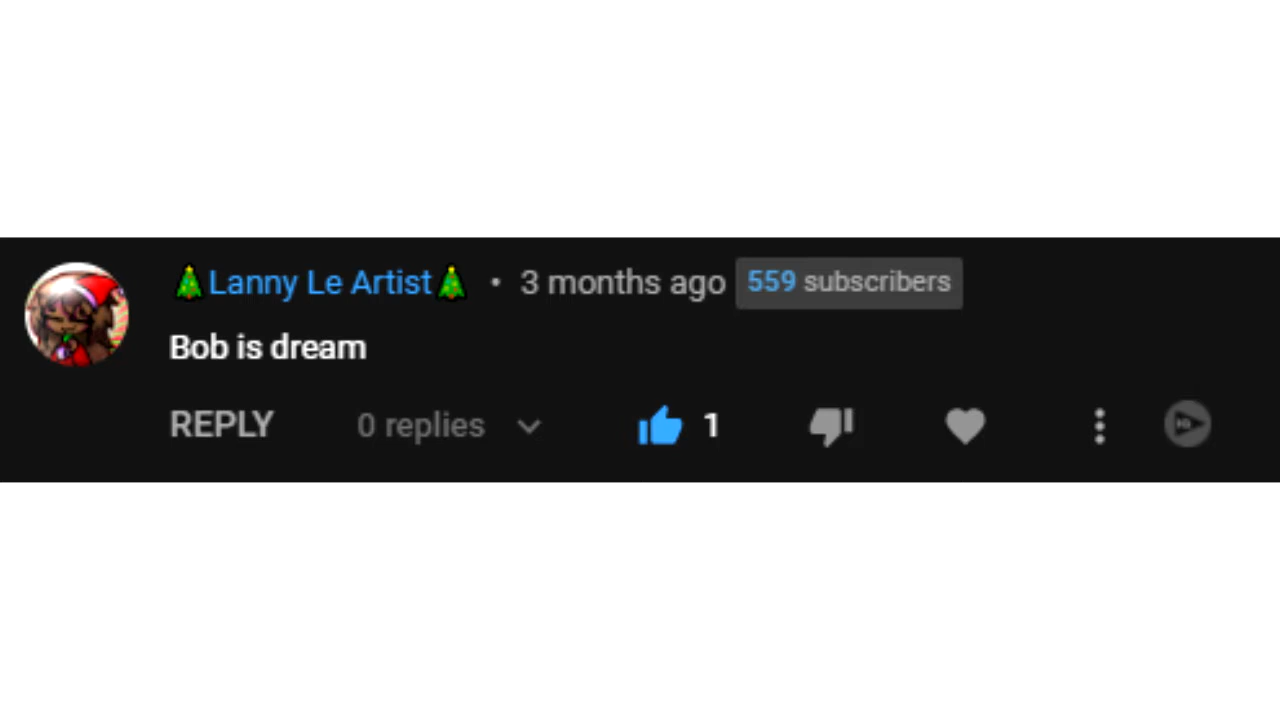 🎄Lanny Le Artist🎄 • 3 months ago 559 subscribers
Bob is dream
REPLY 0 replies 1